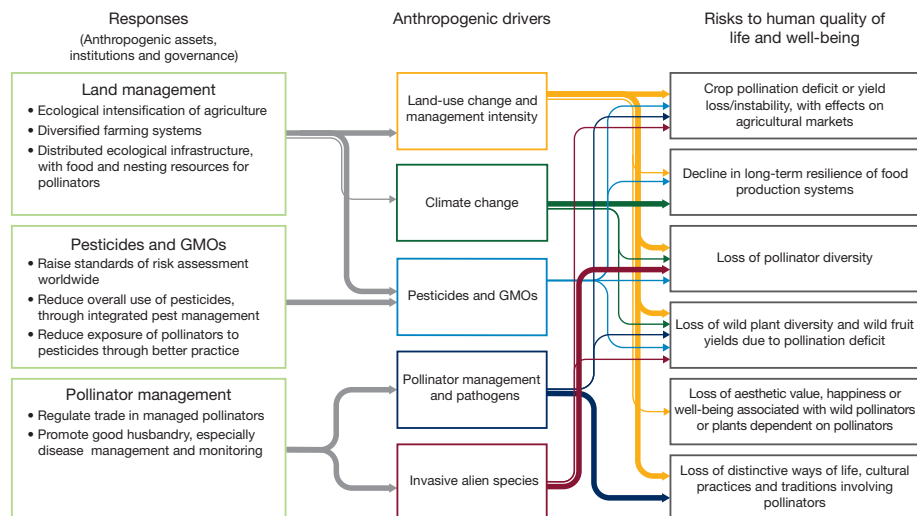 Responses
(Anthropogenic assets,
institutions and governance)
Land management
• Ecological intensification of agriculture
• Diversified farming systems
• Distributed ecological infrastructure,
with food and nesting resources for
pollinators
Pesticides and GMOs
• Raise standards of risk assessment
worldwide
• Reduce overall use of pesticides,
through integrated pest management
• Reduce exposure of pollinators to
pesticides through better practice
Pollinator management
• Regulate trade in managed pollinators
• Promote good husbandry, especially
disease management and monitoring
Anthropogenic drivers
Land-use change and
management intensity
Climate change
Pesticides and GMOs
Pollinator management
and pathogens
Invasive alien species
Risks to human quality of
life and well-being
Crop pollination deficit or yield
loss/instability, with effects on
agricultural markets
Decline in long-term resilience of food
production systems
Loss of pollinator diversity
Loss of wild plant diversity and wild fruit
yields due to pollination deficit
Loss of aesthetic value, happiness or
well-being associated with wild pollinators
or plants dependent on pollinators
Loss of distinctive ways of life, cultural
practices and traditions involving
pollinators